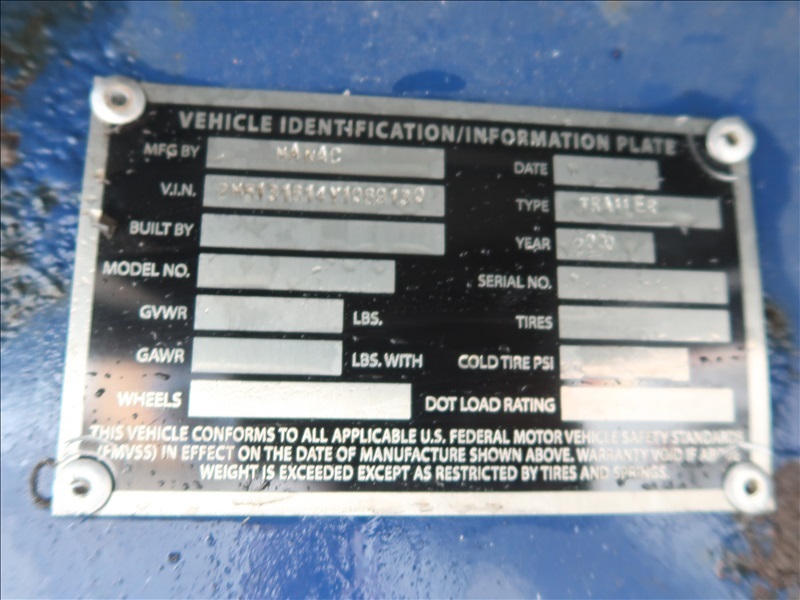 VEHICLE IDENTIFICATION/INFORMATION PLATE
MFG BY MANAC
DATE
V.I.N.
TYPE TRAILER
BUILT BY
YEAR 2000
MODEL NO.
SERIAL NO.
GVWR LBS.
TIRES
GAWR LBS. WITH
COLD TIRE PSI
WHEELS
DOT LOAD RATING
THIS VEHICLE CONFORMS TO ALL APPLICABLE U.S. FEDERAL MOTOR VEHICLE SAFETY STANDARDS
(FMVSS) IN EFFECT ON THE DATE OF MANUFACTURE SHOWN ABOVE. WARRANTY VOID IF ABOVE
WEIGHT IS EXCEEDED EXCEPT AS RESTRICTED BY TIRES AND SPRINGS.